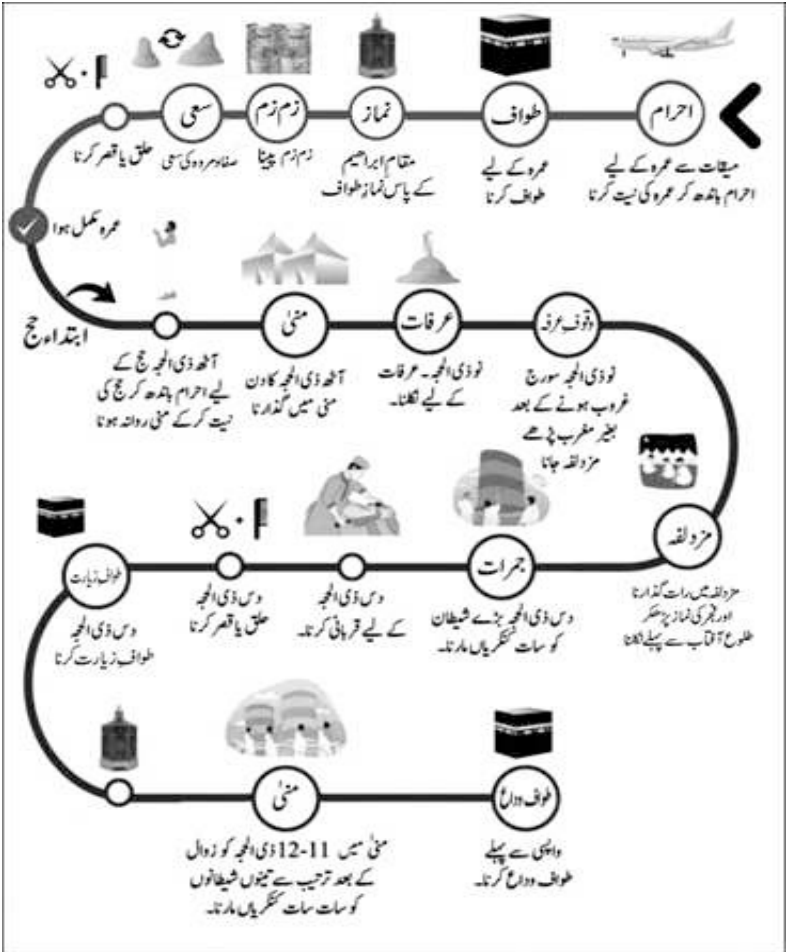 احرام
میقات سے عمرہ کے لیے
احرام باندھ کر عمرہ کی نیت کرنا
طواف
عمرہ کے لیے
طواف کرنا
نماز
مقام ابراھیم
کے پاس نماز طواف
زم زم
زم زم پینا
سعی
صفا و مروہ کی سعی
حلق یا قصر کرنا
عمرہ مکمل ہوا
ابتداء حج
آٹھ ذی الحجہ حج کے
لیے احرام باندھ کر حج کی
نیت کر کے منی روانہ ہونا
منیٰ
آٹھ ذی الحجہ کا دن
منی میں گذارنا
عرفات
نو ذی الحجہ۔ عرفات
کے لیے نکلنا۔
وقوف عرفہ
نو ذی الحجہ سورج
غروب ہونے کے بعد
بغیر مغرب پڑھے
مزدلفہ جانا
مزدلفہ
مزدلفہ میں رات گذارنا
اور فجر کی نماز پڑھکر
طلوع آفتاب سے پہلے نکلنا
جمرات
دس ذی الحجہ بڑے شیطان
کو سات کنکریاں مارنا۔
دس ذی الحجہ
کے لیے قربانی کرنا۔
دس ذی الحجہ
حلق یا قصر کرنا
طواف زیارت
دس ذی الحجہ
طواف زیارت کرنا
منیٰ
منیٰ میں 11-12 ذی الحجہ کو زوال
کے بعد ترتیب سے تینوں شیطانوں
کو سات سات کنکریاں مارنا۔
طواف وداع
واپسی سے پہلے
طواف وداع کرنا۔